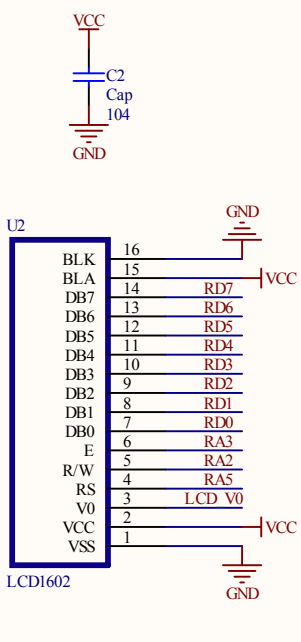 VCC
C2
Cap
104
GND
U2
GND
BLK 16
BLA 15 VCC
DB7 14 RD7
DB6 13 RD6
DB5 12 RD5
DB4 11 RD4
DB3 10 RD3
DB2 9 RD2
DB1 8 RD1
DB0 7 RD0
E 6 RA3
R/W 5 RA2
RS 4 RA5
V0 3 LCD V0
VCC 2 VCC
VSS 1
LCD1602
GND